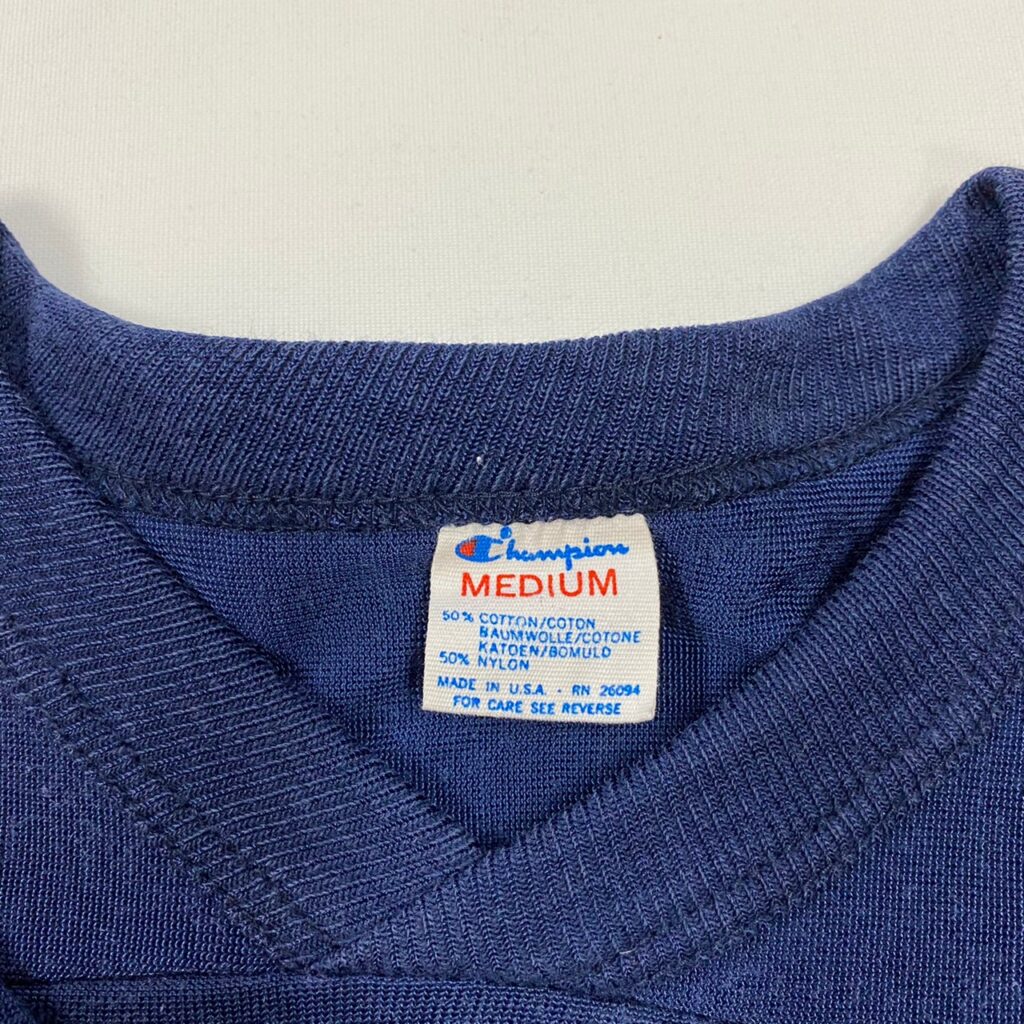 Champion
MEDIUM
50% COTTON/COTON
BAUMWOLLE/COTONE
KATOEN/BOMULD
50% NYLON
MADE IN U.S.A. - RN 26094
FOR CARE SEE REVERSE